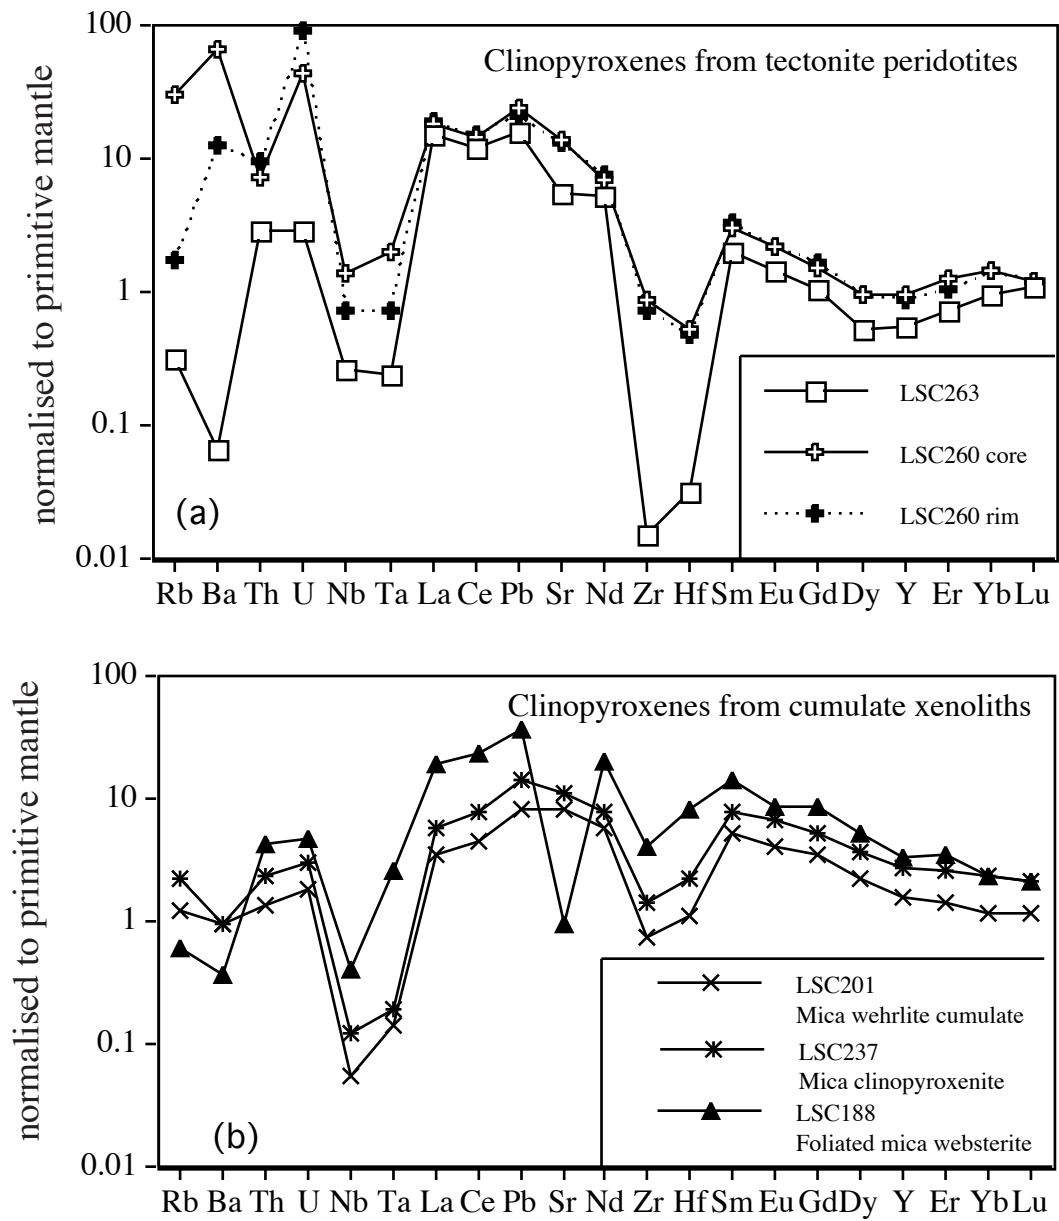 100
Clinopyroxenes from tectonite peridotites
10
1
0.1
0.01
normalised to primitive mantle
(a)
LSC263
LSC260 core
LSC260 rim
Rb Ba Th U Nb Ta La Ce Pb Sr Nd Zr Hf Sm Eu Gd Dy Y Er Yb Lu
100
Clinopyroxenes from cumulate xenoliths
10
1
0.1
0.01
normalised to primitive mantle
(b)
LSC201
Mica wehrlite cumulate
LSC237
Mica clinopyroxenite
LSC188
Foliated mica websterite
Rb Ba Th U Nb Ta La Ce Pb Sr Nd Zr Hf Sm Eu Gd Dy Y Er Yb Lu